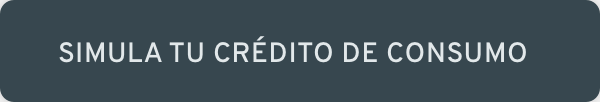 SIMULA TU CRÉDITO DE CONSUMO